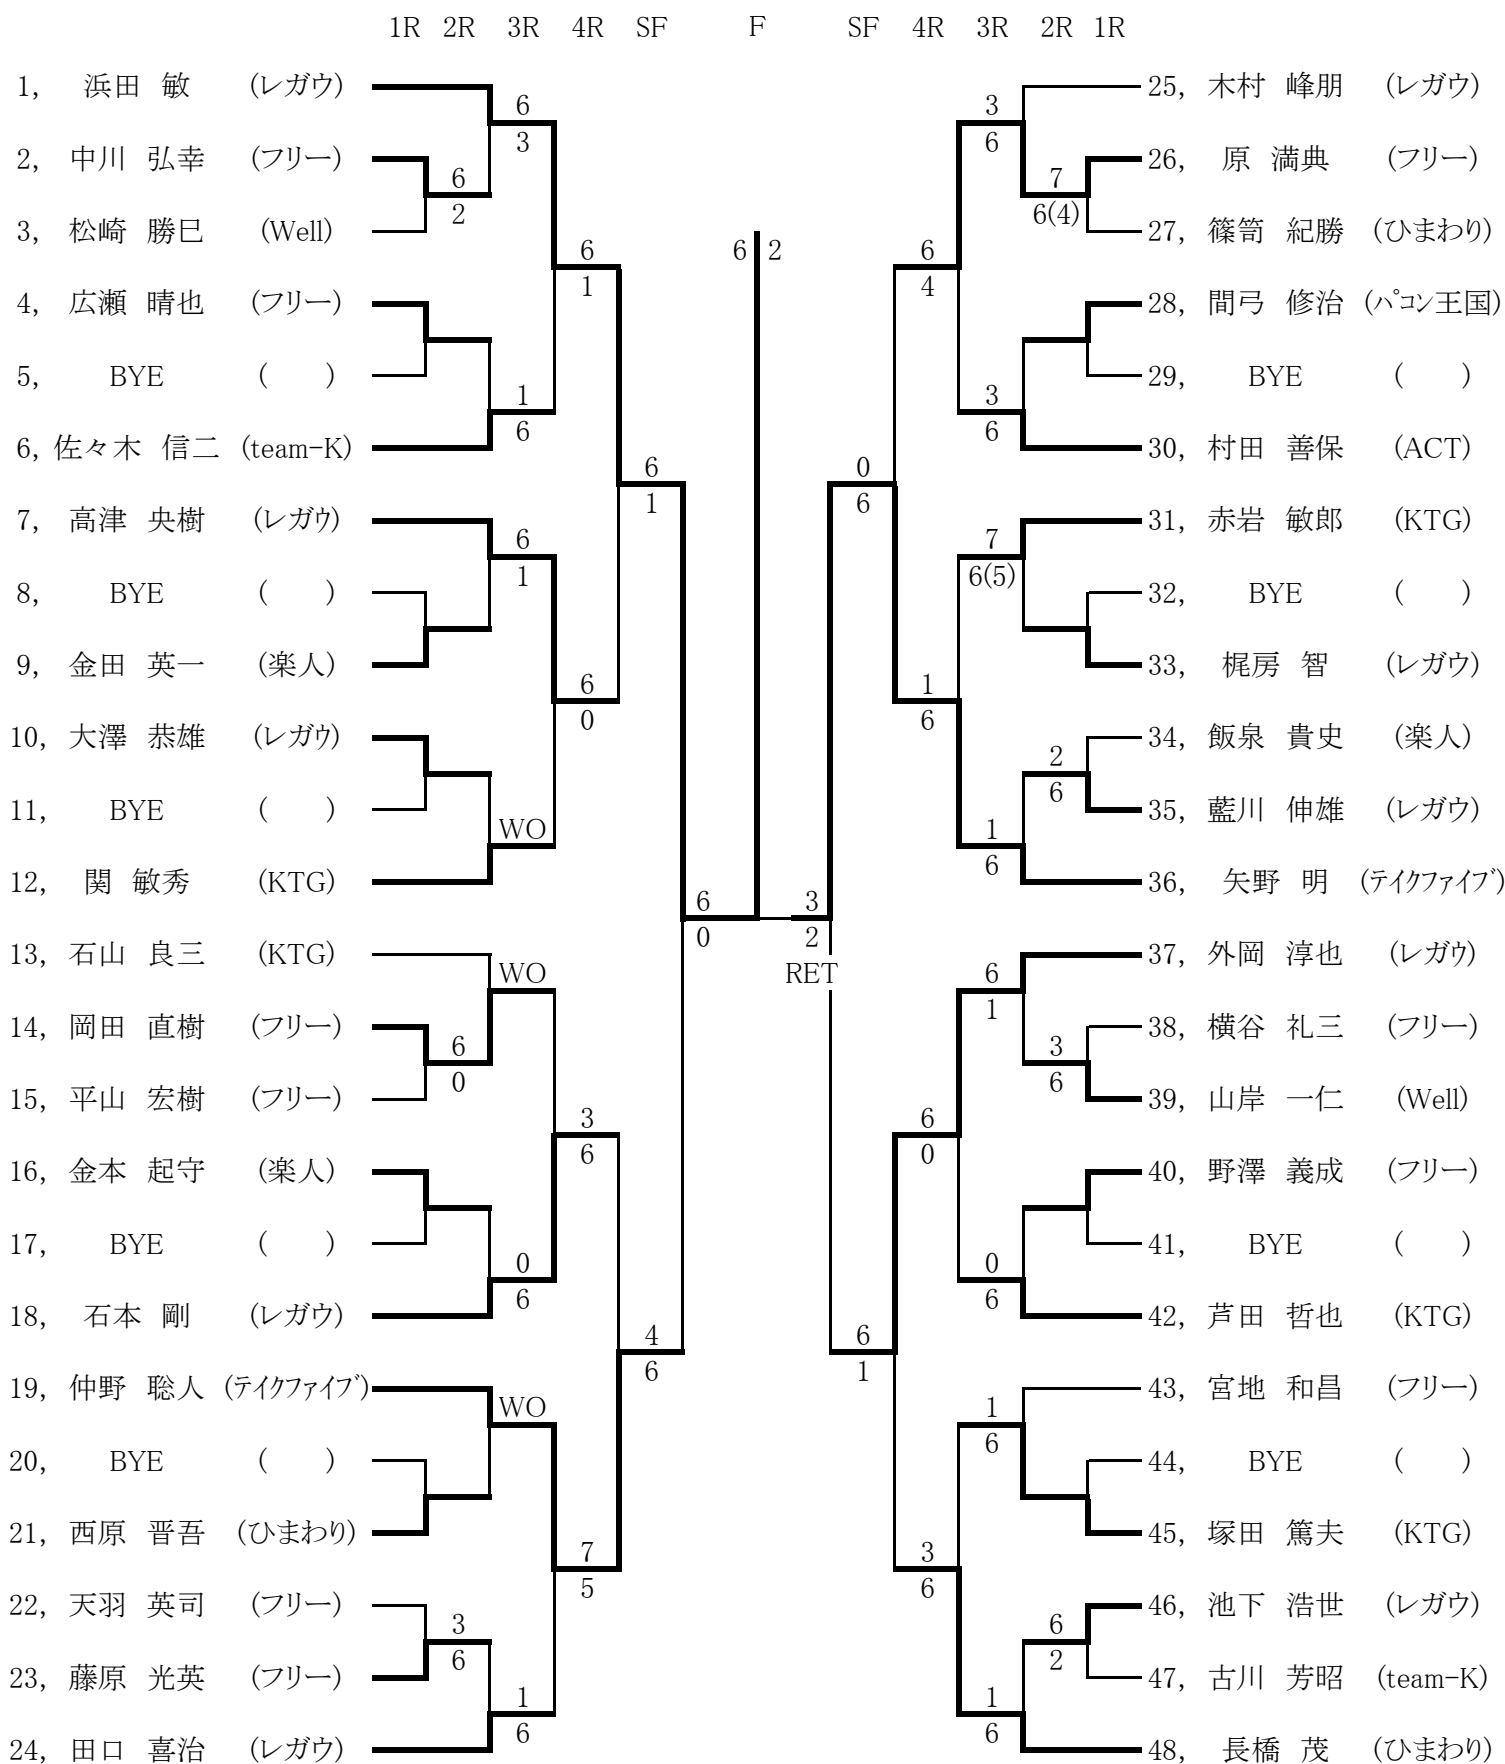 1R 2R 3R 4R SF F SF 4R 3R 2R 1R
1, 浜田 敏 (レガウ) 25, 木村 峰朋 (レガウ)
6 3
3 6
2, 中川 弘幸 (フリー) 26, 原 満典 (フリー)
6 7
2 6(4)
3, 松崎 勝巳 (Well) 27, 篠笥 紀勝 (ひまわり)
6 6 2 6
1 4
4, 広瀬 晴也 (フリー) 28, 間弓 修治 (パコン王国)
5, BYE ( ) 29, BYE ( )
1 3
6 6
6, 佐々木 信二 (team-K) 30, 村田 善保 (ACT)
6 0
1 6
7, 高津 央樹 (レガウ) 31, 赤岩 敏郎 (KTG)
6 7
1 6(5)
8, BYE ( ) 32, BYE ( )
9, 金田 英一 (楽人) 33, 梶房 智 (レガウ)
6 1
0 6
10, 大澤 恭雄 (レガウ) 34, 飯泉 貴史 (楽人)
2
6
11, BYE ( ) 35, 藍川 伸雄 (レガウ)
WO 1
6
12, 関 敏秀 (KTG) 36, 矢野 明 (テイクファイブ)
6 3
0 2
13, 石山 良三 (KTG) 37, 外岡 淳也 (レガウ)
WO RET 6
1
14, 岡田 直樹 (フリー) 38, 横谷 礼三 (フリー)
6 3
0 6
15, 平山 宏樹 (フリー) 39, 山岸 一仁 (Well)
3 6
6 0
16, 金本 起守 (楽人) 40, 野澤 義成 (フリー)
17, BYE ( ) 41, BYE ( )
0 0
6 6
18, 石本 剛 (レガウ) 42, 芦田 哲也 (KTG)
4 6
6 1
19, 仲野 聡人 (テイクファイブ) 43, 宮地 和昌 (フリー)
WO 1
6
20, BYE ( ) 44, BYE ( )
21, 西原 晋吾 (ひまわり) 45, 塚田 篤夫 (KTG)
7 3
5 6
22, 天羽 英司 (フリー) 46, 池下 浩世 (レガウ)
3 6
6 2
23, 藤原 光英 (フリー) 47, 古川 芳昭 (team-K)
1 1
6 6
24, 田口 喜治 (レガウ) 48, 長橋 茂 (ひまわり)